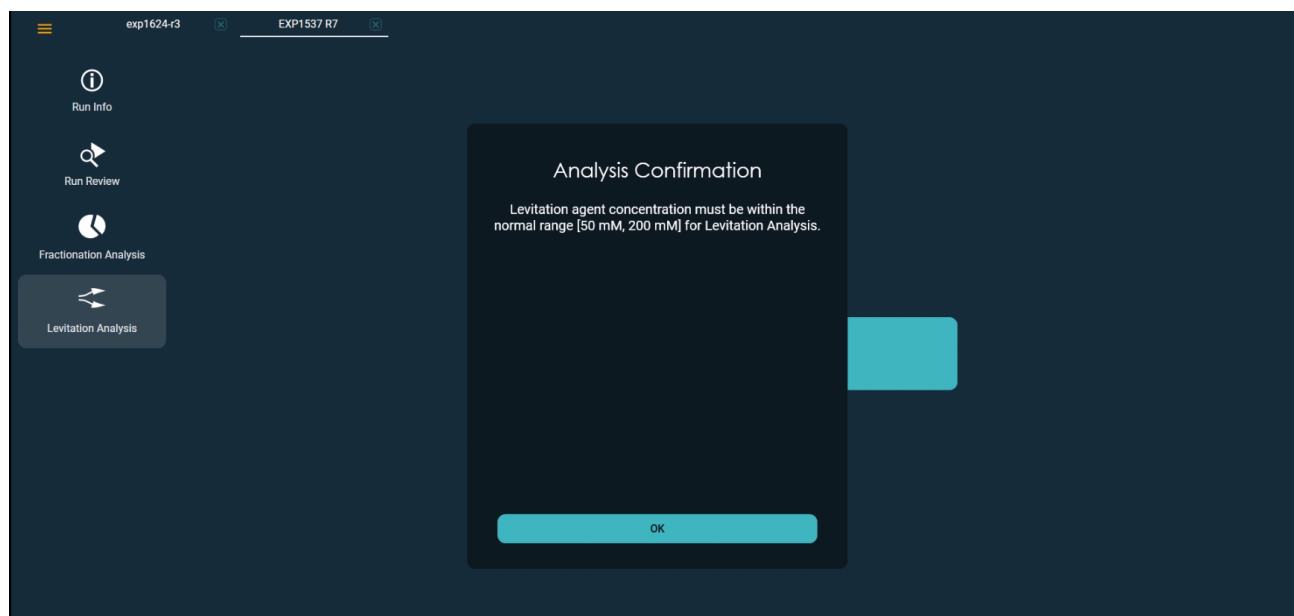 exp1624-r3
EXP1537 R7
Run Info
Run Review
Fractionation Analysis
Levitation Analysis
Analysis Confirmation
Levitation agent concentration must be within the
normal range [50 mM, 200 mM] for Levitation Analysis.
OK